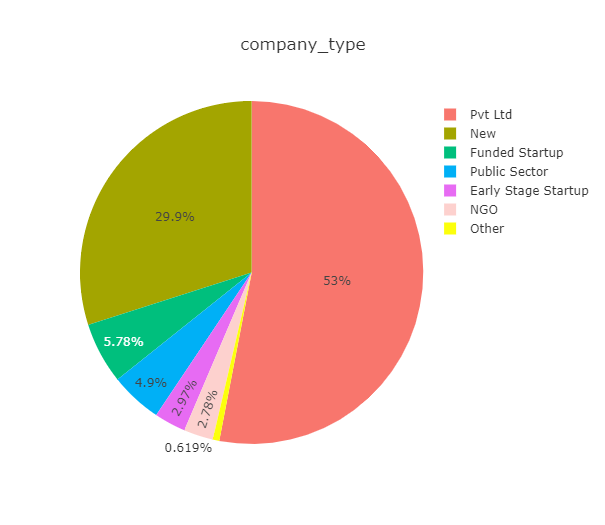 company_type
Pvt Ltd
New
Funded Startup
Public Sector
Early Stage Startup
NGO
Other
29.9%
53%
5.78%
4.9%
2.97%
2.78%
0.619%